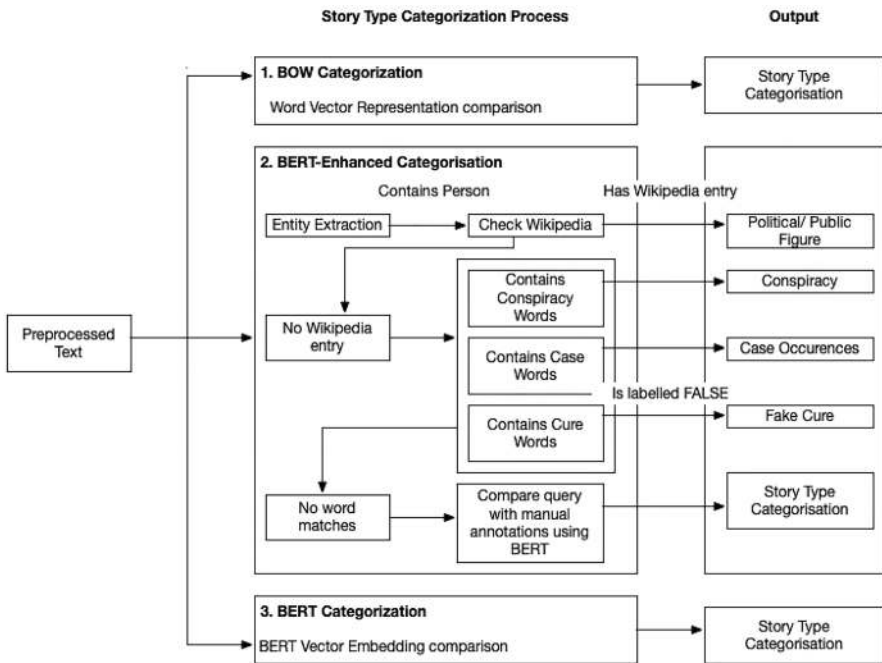 Story Type Categorization Process
Output
1. BOW Categorization
Word Vector Representation comparison
Story Type
Categorisation
2. BERT-Enhanced Categorisation
Contains Person
Has Wikipedia entry
Entity Extraction
Check Wikipedia
Political/ Public
Figure
Contains
Conspiracy
Words
Conspiracy
Preprocessed
Text
No Wikipedia
entry
Contains Case
Words
Case Occurences
Is labelled FALSE
Contains Cure
Words
Fake Cure
No word
matches
Compare query
with manual
annotations using
BERT
Story Type
Categorisation
3. BERT Categorization
BERT Vector Embedding comparison
Story Type
Categorisation